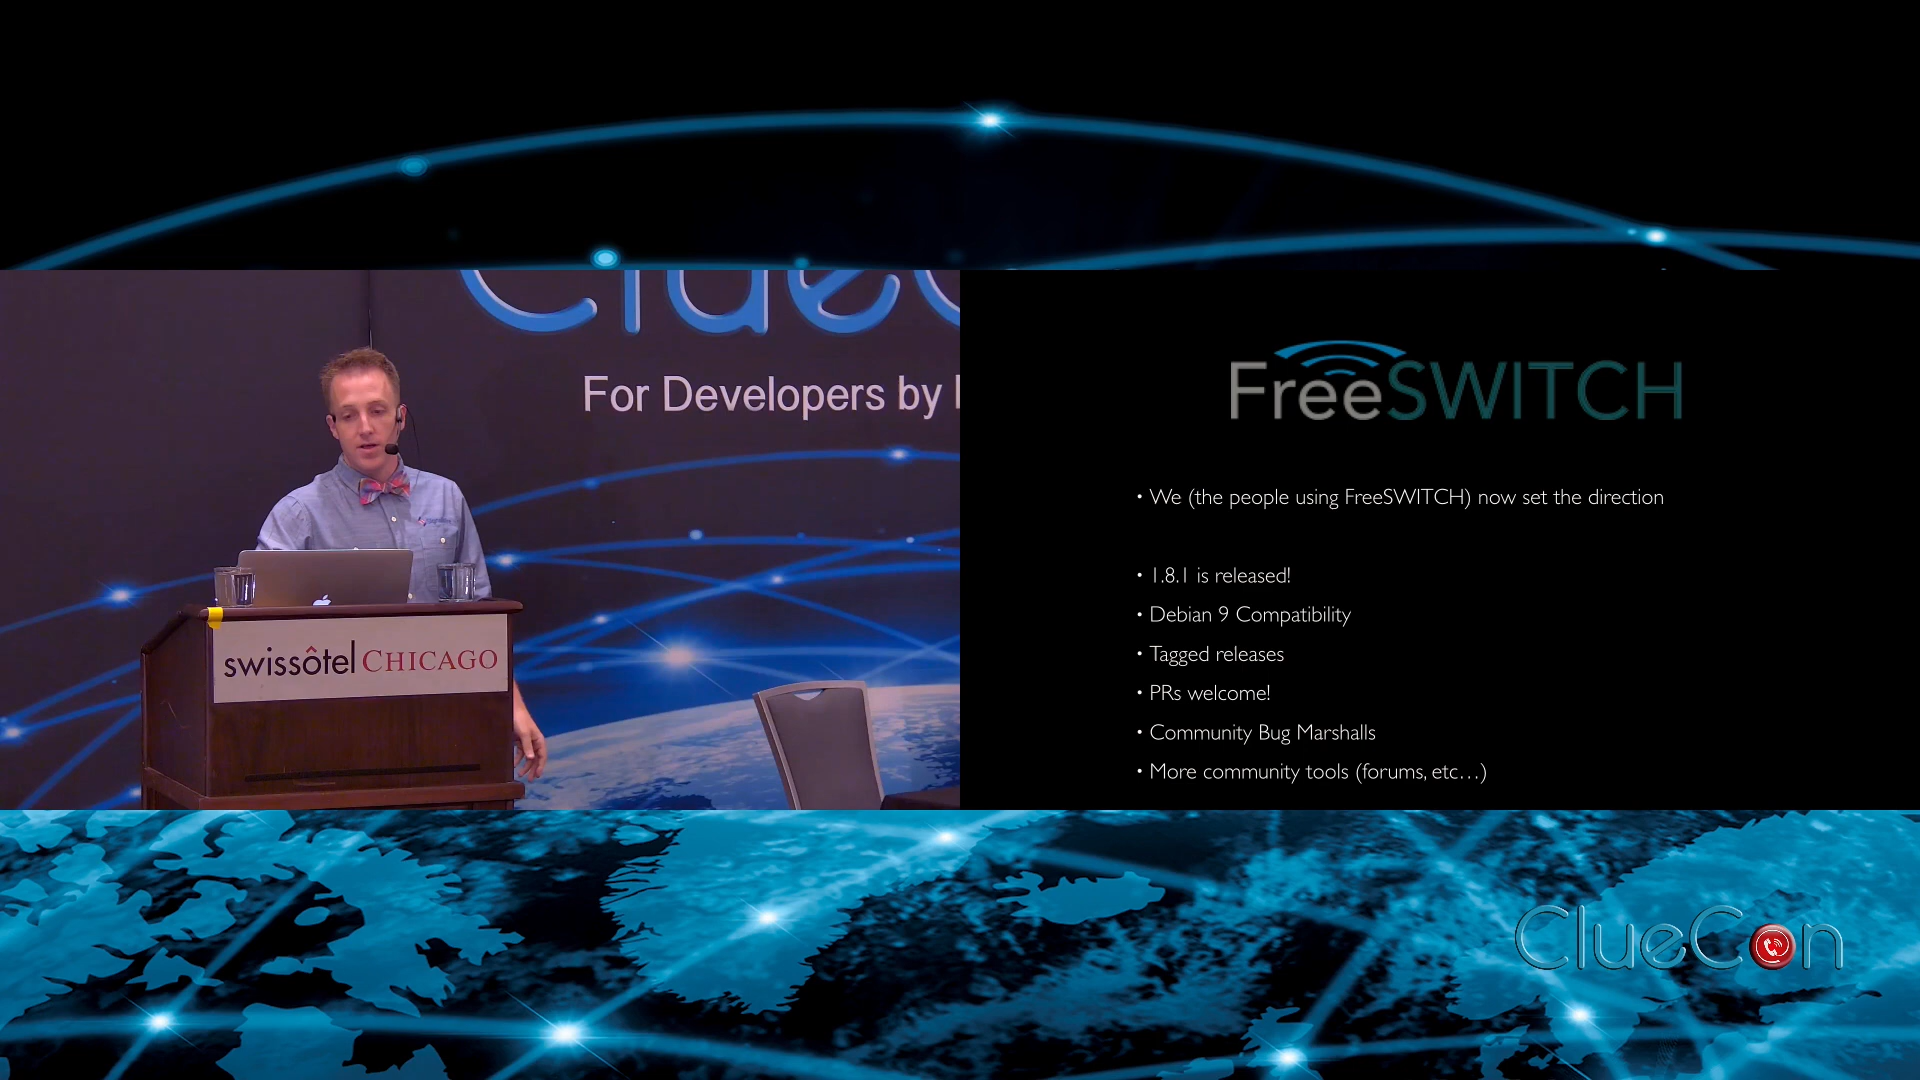 ClueC
For Developers by
swissôtel CHICAGO
FreeSWITCH
• We (the people using FreeSWITCH) now set the direction
• 1.8.1 is released!
• Debian 9 Compatibility
• Tagged releases
• PRs welcome!
• Community Bug Marshalls
• More community tools (forums, etc…)
ClueCon